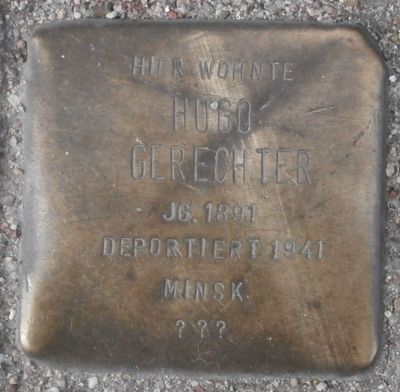 HIER WOHNTE
HUGO
GERECHTER
JG. 1891
DEPORTIERT 1941
MINSK
???